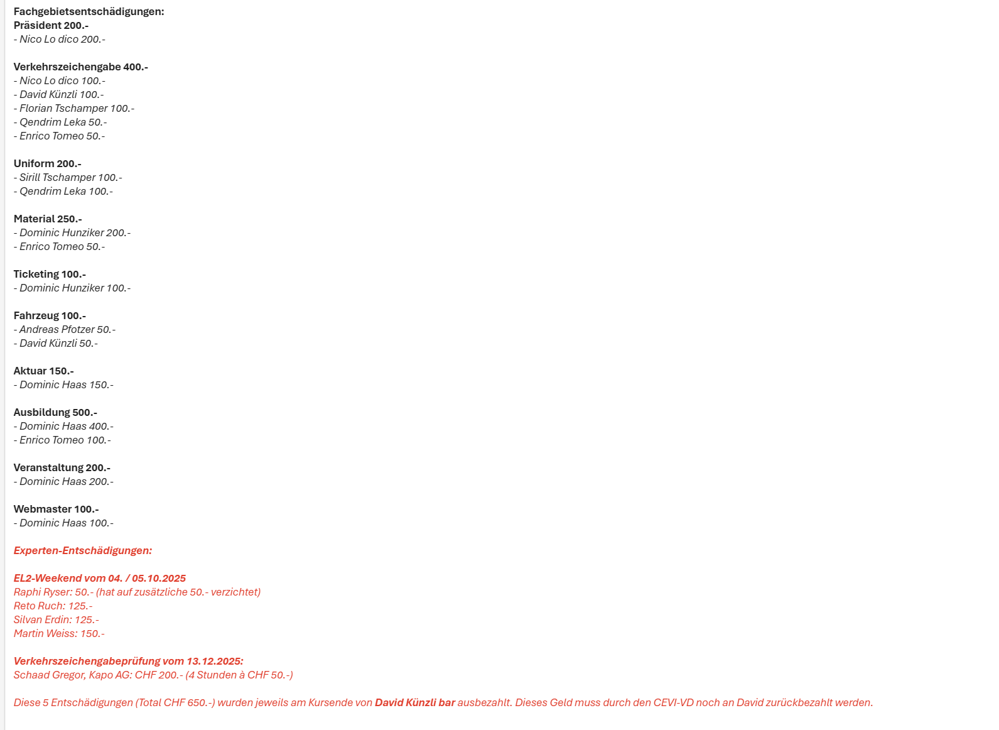 Fachgebietsentschädigungen:
Präsident 200.-
- Nico Lo dico 200.-
Verkehrszeichengabe 400.-
- Nico Lo dico 100.-
- David Künzli 100.-
- Florian Tschamper 100.-
- Qendrim Leka 50.-
- Enrico Tomeo 50.-
Uniform 200.-
- Sirill Tschamper 100.-
- Qendrim Leka 100.-
Material 250.-
- Dominic Hunziker 200.-
- Enrico Tomeo 50.-
Ticketing 100.-
- Dominic Hunziker 100.-
Fahrzeug 100.-
- Andreas Pfotzer 50.-
- David Künzli 50.-
Aktuar 150.-
- Dominic Haas 150.-
Ausbildung 500.-
- Dominic Haas 400.-
- Enrico Tomeo 100.-
Veranstaltung 200.-
- Dominic Haas 200.-
Webmaster 100.-
- Dominic Haas 100.-
Experten-Entschädigungen:
EL2-Weekend vom 04. / 05.10.2025
Raphi Ryser: 50.- (hat auf zusätzliche 50.- verzichtet)
Reto Ruch: 125.-
Silvan Erdin: 125.-
Martin Weiss: 150.-
Verkehrszeichengabeprüfung vom 13.12.2025:
Schaad Gregor, Kapo AG: CHF 200.- (4 Stunden à CHF 50.-)
Diese 5 Entschädigungen (Total CHF 650.-) wurden jeweils am Kursende von David Künzli bar ausbezahlt. Dieses Geld muss durch den CEVI-VD noch an David zurückbezahlt werden.